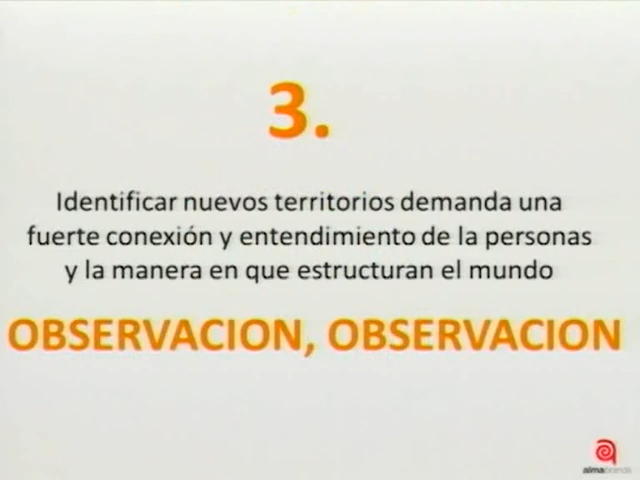 3.
Identificar nuevos territorios demanda una
fuerte conexión y entendimiento de la personas
y la manera en que estructuran el mundo
OBSERVACION, OBSERVACION
almabrands